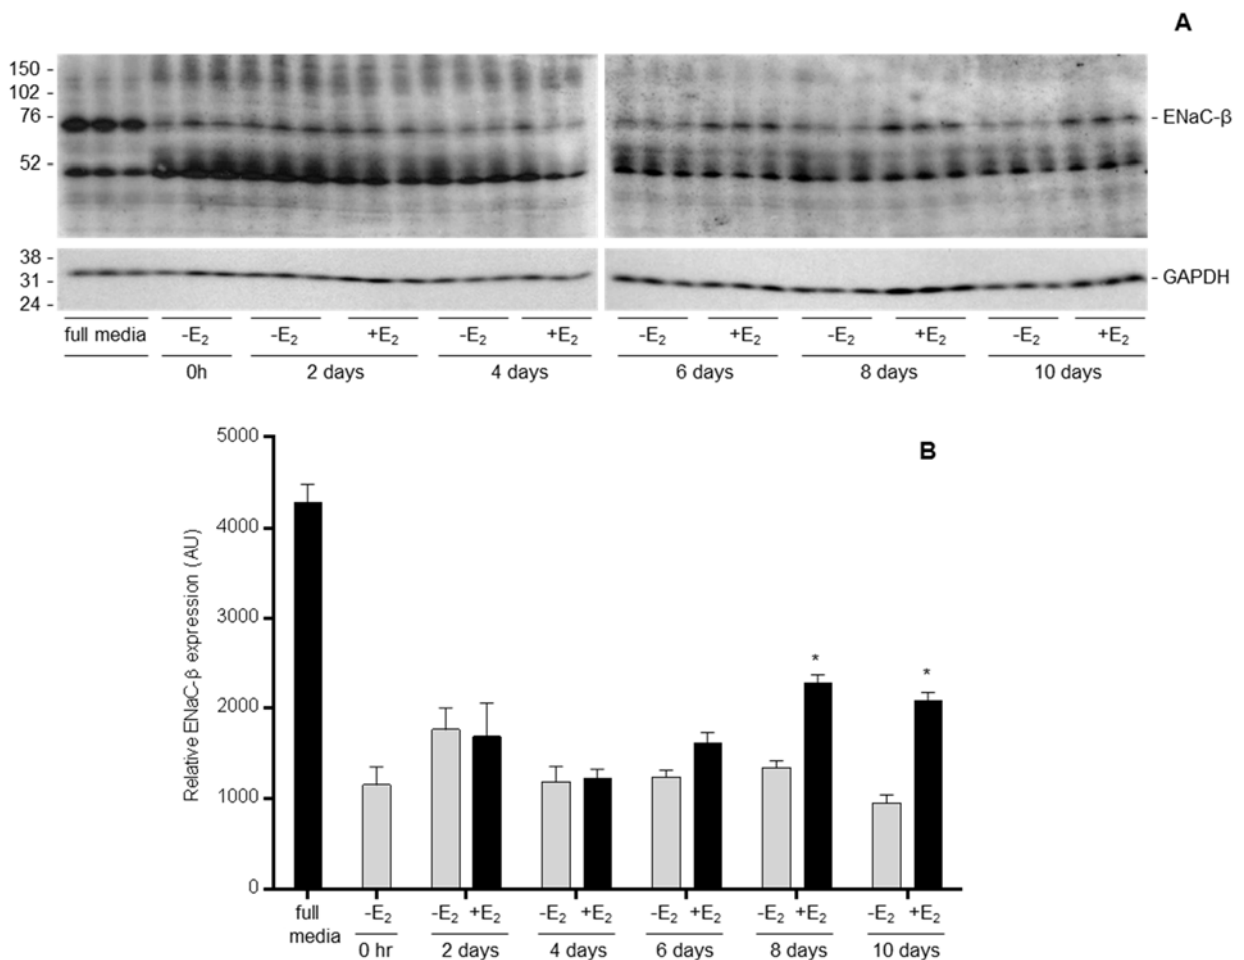 A
150 -
102 -
76 -
52 -
- ENaC-β
38 -
31 -
24 -
- GAPDH
full media -E₂ -E₂ +E₂ -E₂ +E₂ -E₂ +E₂ -E₂ +E₂ -E₂ +E₂
0h 2 days 4 days 6 days 8 days 10 days
B
Relative ENaC-β expression (AU)
5000
4000
3000
2000
1000
0
* *
full -E₂ -E₂ +E₂ -E₂ +E₂ -E₂ +E₂ -E₂ +E₂ -E₂ +E₂
media
0 hr 2 days 4 days 6 days 8 days 10 days